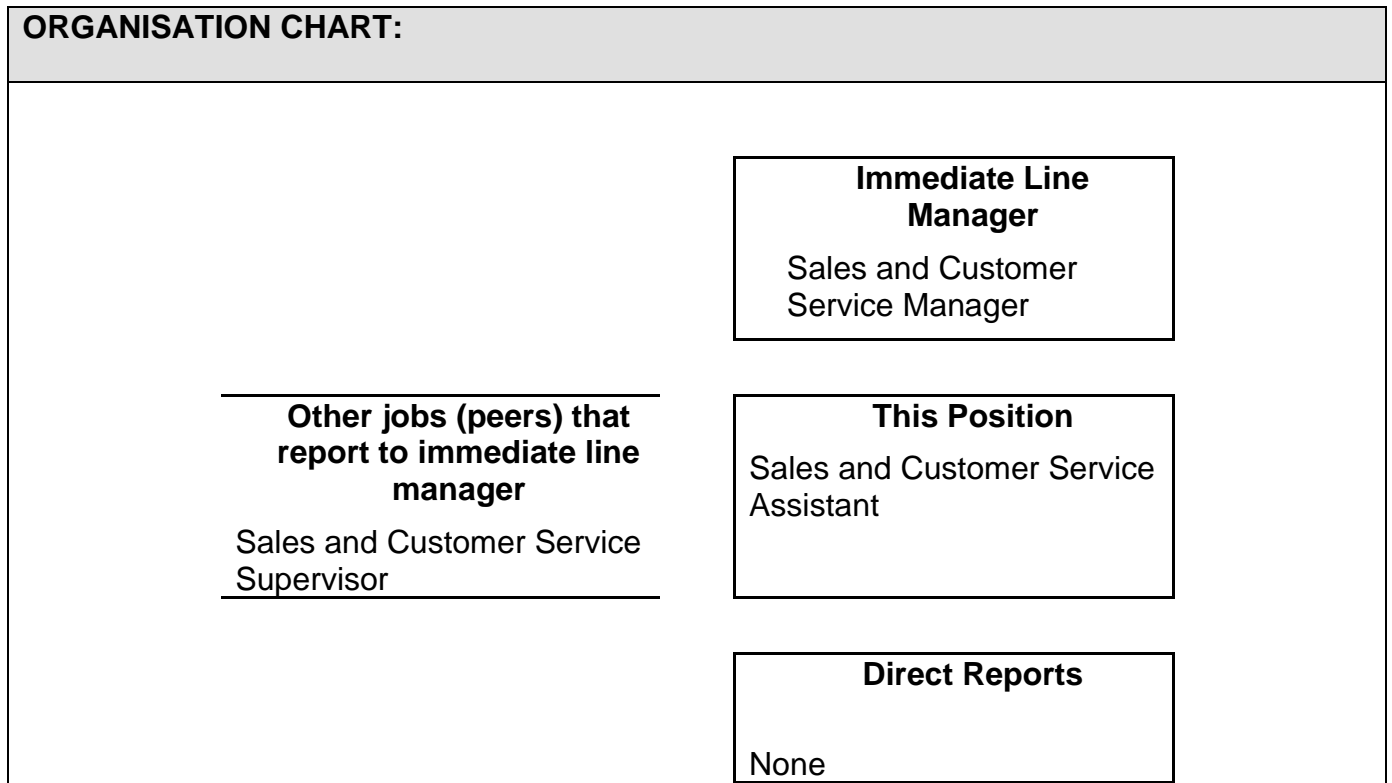 ORGANISATION CHART:
Immediate Line
Manager
Sales and Customer
Service Manager
Other jobs (peers) that
report to immediate line
manager
Sales and Customer Service
Supervisor
This Position
Sales and Customer Service
Assistant
Direct Reports
None